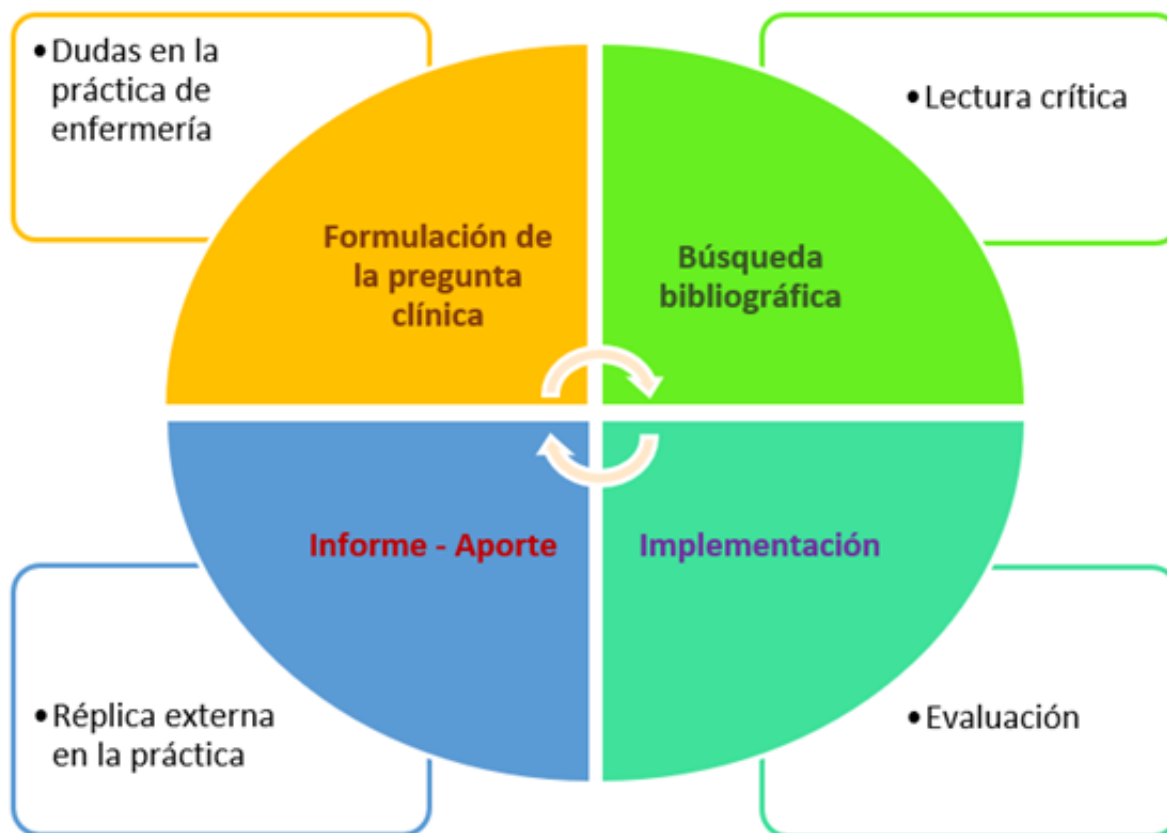 •Dudas en la
práctica de
enfermería
•Lectura crítica
Formulación de
la pregunta
clínica
Búsqueda
bibliográfica
Informe - Aporte
Implementación
•Réplica externa
en la práctica
•Evaluación